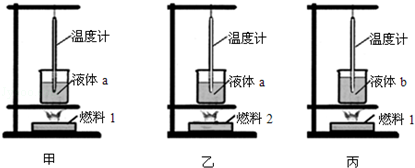 温度计 温度计 温度计
液体 a 液体 a 液体 b
燃料 1 燃料 2 燃料 1
甲 乙 丙